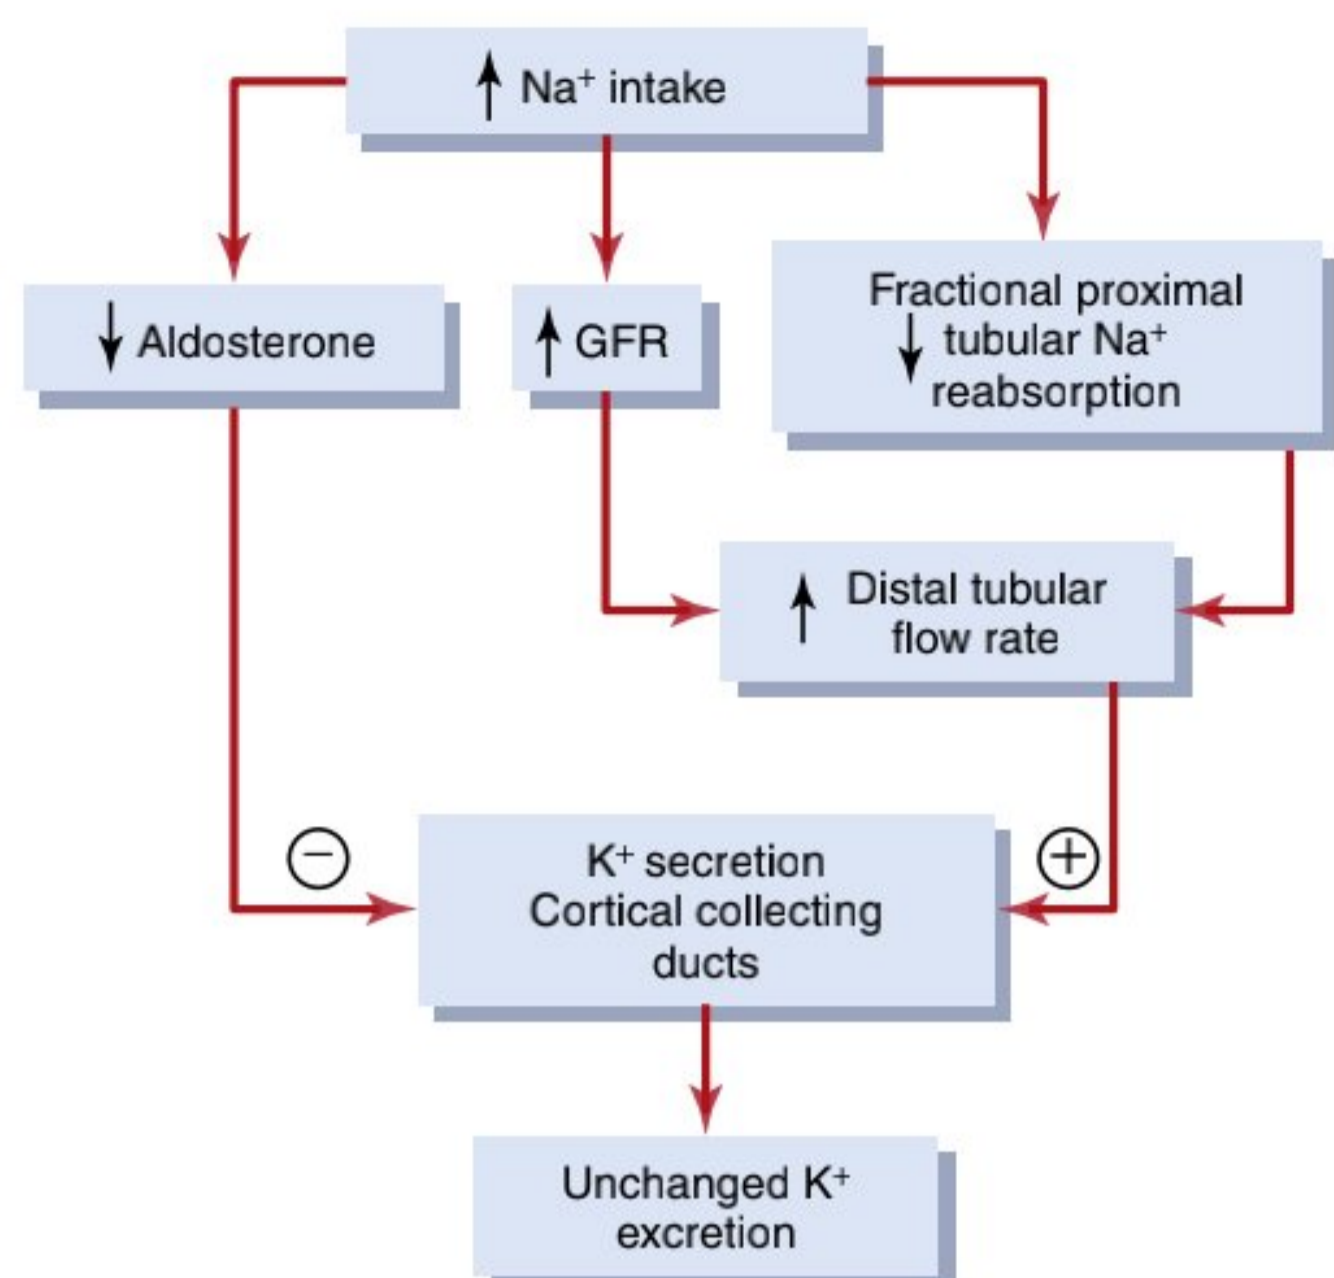 ↑ Na⁺ intake
↓ Aldosterone
↑ GFR
Fractional proximal
↓ tubular Na⁺
reabsorption
↑ Distal tubular
flow rate
−
+
K⁺ secretion
Cortical collecting
ducts
Unchanged K⁺
excretion